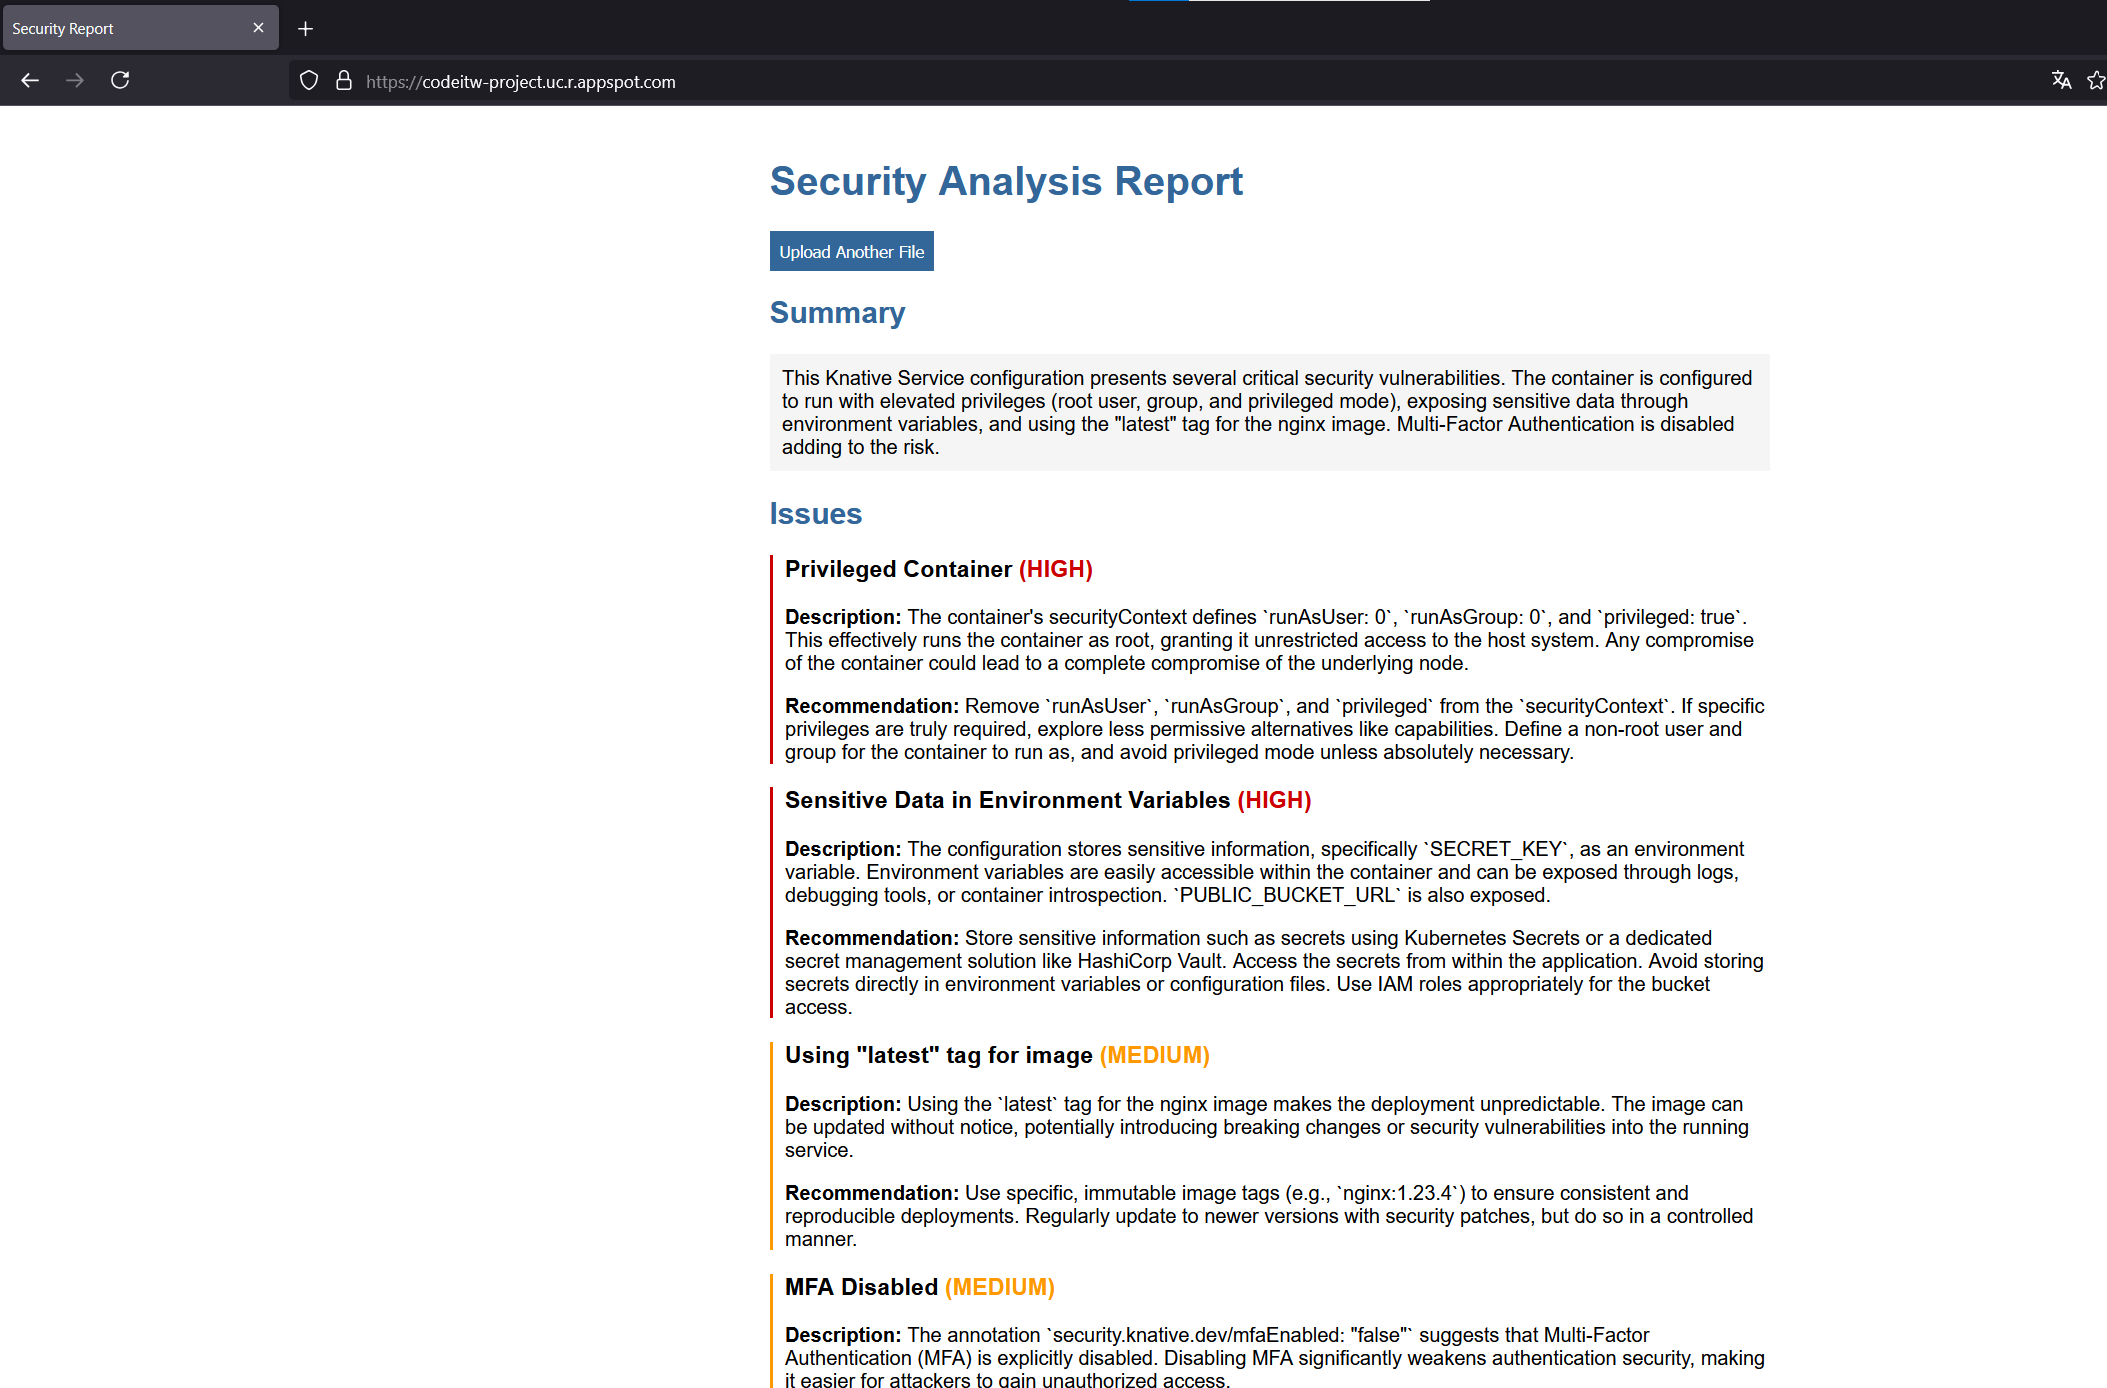 Security Report
https://codeitw-project.uc.r.appspot.com
Security Analysis Report
Upload Another File
Summary
This Knative Service configuration presents several critical security vulnerabilities. The container is configured
to run with elevated privileges (root user, group, and privileged mode), exposing sensitive data through
environment variables, and using the "latest" tag for the nginx image. Multi-Factor Authentication is disabled
adding to the risk.
Issues
Privileged Container (HIGH)
Description: The container's securityContext defines `runAsUser: 0`, `runAsGroup: 0`, and `privileged: true`.
This effectively runs the container as root, granting it unrestricted access to the host system. Any compromise
of the container could lead to a complete compromise of the underlying node.
Recommendation: Remove `runAsUser`, `runAsGroup`, and `privileged` from the `securityContext`. If specific
privileges are truly required, explore less permissive alternatives like capabilities. Define a non-root user and
group for the container to run as, and avoid privileged mode unless absolutely necessary.
Sensitive Data in Environment Variables (HIGH)
Description: The configuration stores sensitive information, specifically `SECRET_KEY`, as an environment
variable. Environment variables are easily accessible within the container and can be exposed through logs,
debugging tools, or container introspection. `PUBLIC_BUCKET_URL` is also exposed.
Recommendation: Store sensitive information such as secrets using Kubernetes Secrets or a dedicated
secret management solution like HashiCorp Vault. Access the secrets from within the application. Avoid storing
secrets directly in environment variables or configuration files. Use IAM roles appropriately for the bucket
access.
Using "latest" tag for image (MEDIUM)
Description: Using the `latest` tag for the nginx image makes the deployment unpredictable. The image can
be updated without notice, potentially introducing breaking changes or security vulnerabilities into the running
service.
Recommendation: Use specific, immutable image tags (e.g., `nginx:1.23.4`) to ensure consistent and
reproducible deployments. Regularly update to newer versions with security patches, but do so in a controlled
manner.
MFA Disabled (MEDIUM)
Description: The annotation `security.knative.dev/mfaEnabled: "false"` suggests that Multi-Factor
Authentication (MFA) is explicitly disabled. Disabling MFA significantly weakens authentication security, making
it easier for attackers to gain unauthorized access.